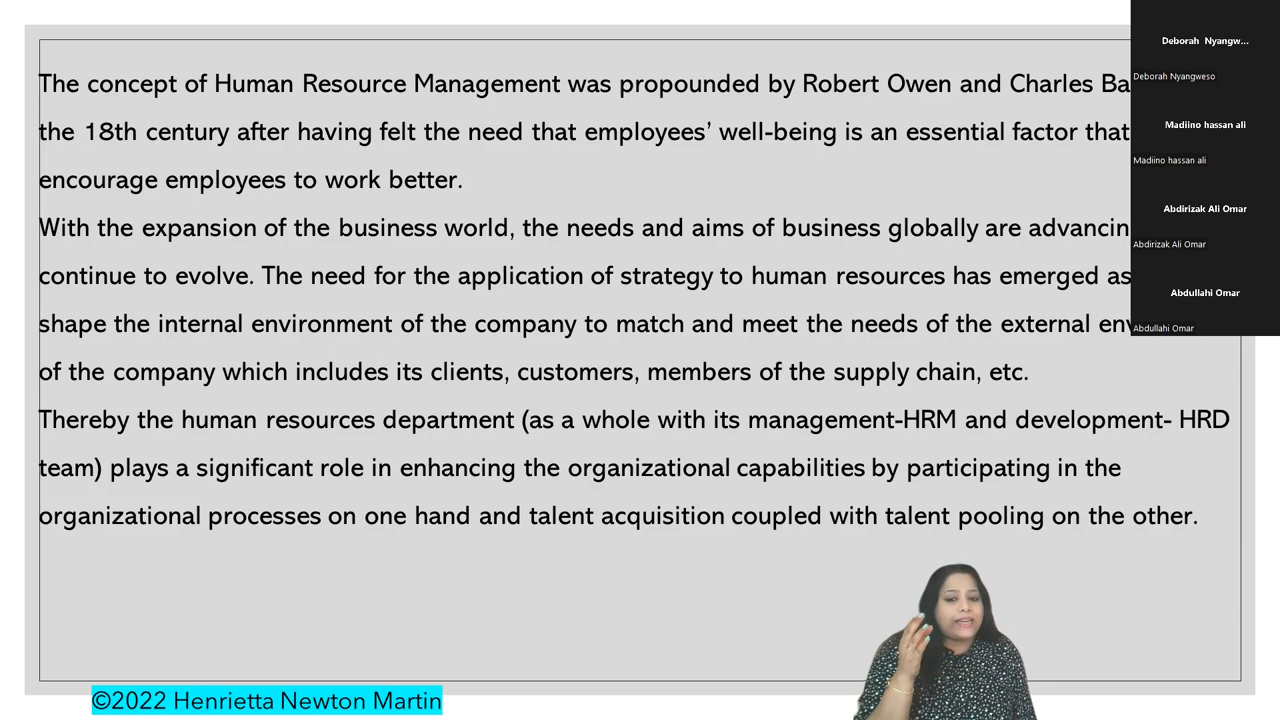 The concept of Human Resource Management was propounded by Robert Owen and Charles
the 18th century after having felt the need that employees’ well-being is an essential factor that
encourage employees to work better.
With the expansion of the business world, the needs and aims of business globally are
continue to evolve. The need for the application of strategy to human resources has emerged as
shape the internal environment of the company to match and meet the needs of the external
of the company which includes its clients, customers, members of the supply chain, etc.
Thereby the human resources department (as a whole with its management-HRM and development- HRD
team) plays a significant role in enhancing the organizational capabilities by participating in the
organizational processes on one hand and talent acquisition coupled with talent pooling on the other.
©2022 Henrietta Newton Martin
Deborah Nyangw...
Deborah Nyangweso
Madiino hassan ali
Madiino hassan ali
Abdirizak Ali Omar
Abdirizak Ali Omar
Abdullahi Omar
Abdullahi Omar